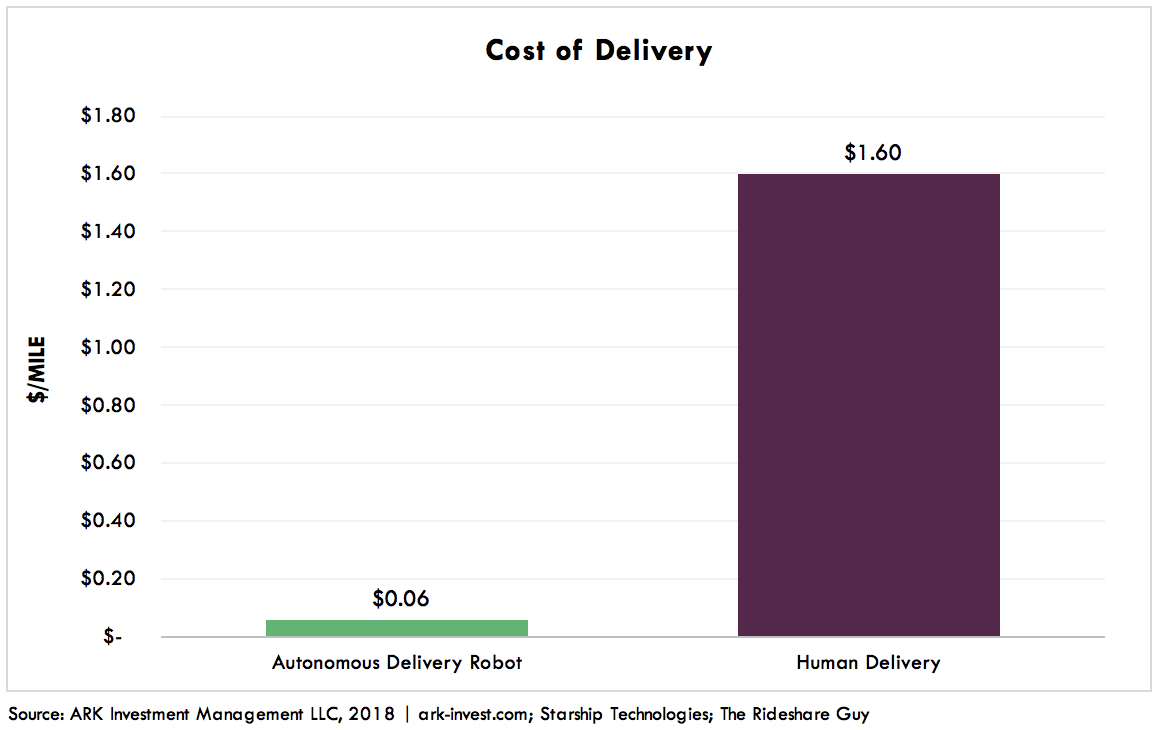 Cost of Delivery
$/MILE
$1.80
$1.60
$1.40
$1.20
$1.00
$0.80
$0.60
$0.40
$0.20
$-
$0.06
$1.60
Autonomous Delivery Robot
Human Delivery
Source: ARK Investment Management LLC, 2018 | ark-invest.com; Starship Technologies; The Rideshare Guy